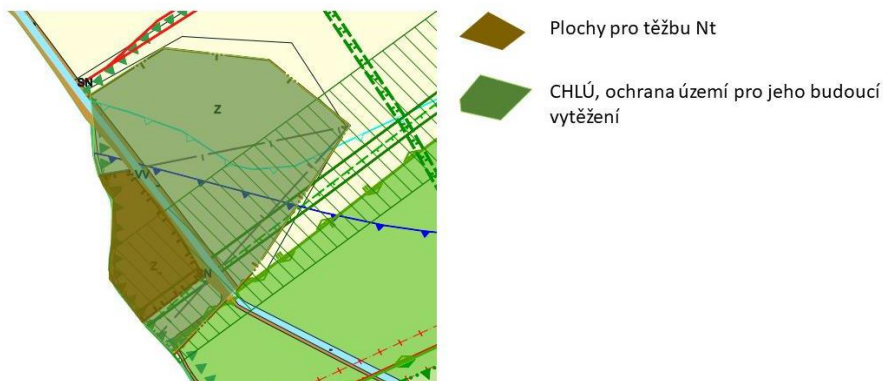 Plochy pro těžbu Nt
CHLÚ, ochrana území pro jeho budoucí
vytěžení
SN
Z
VV
Z
N